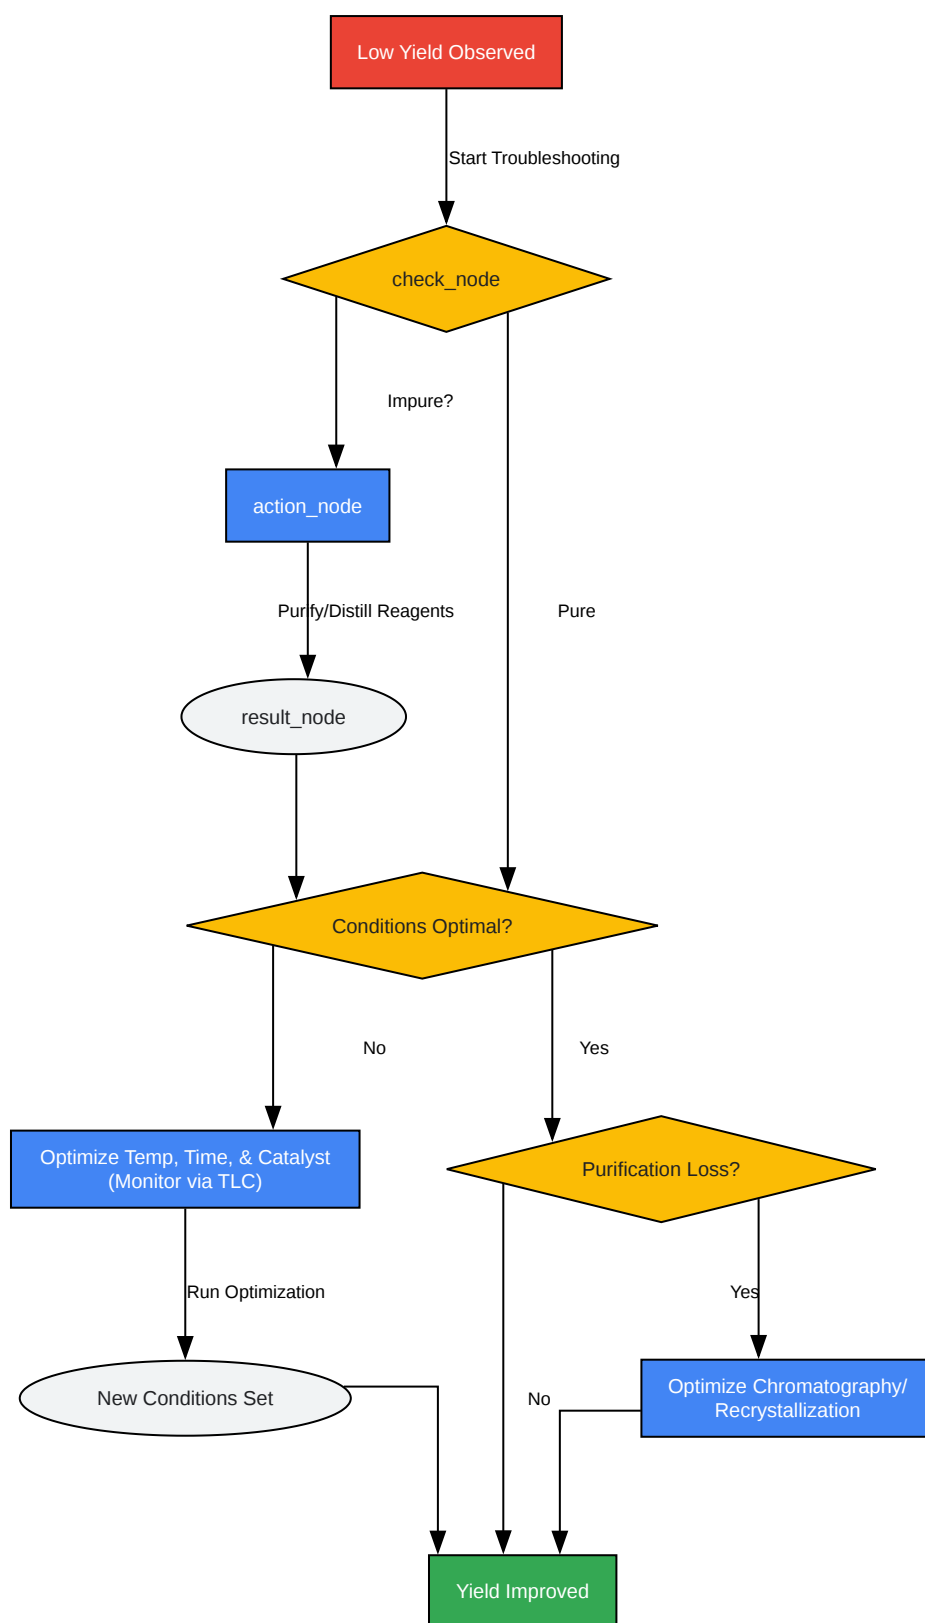 Low Yield Observed
Start Troubleshooting
check_node
Impure?
action_node
Purify/Distill Reagents
Pure
result_node
Conditions Optimal?
No
Yes
Optimize Temp, Time, & Catalyst
(Monitor via TLC)
Purification Loss?
Run Optimization
Yes
New Conditions Set
No
Optimize Chromatography/
Recrystallization
Yield Improved